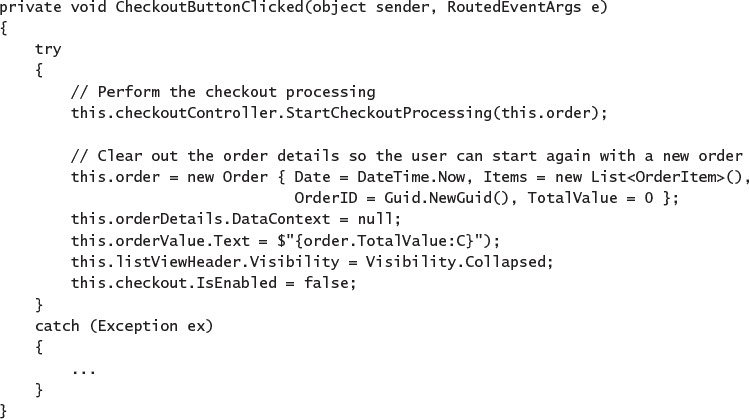 private void CheckoutButtonClicked(object sender, RoutedEventArgs e)
{
    try
    {
        // Perform the checkout processing
        this.checkoutController.StartCheckoutProcessing(this.order);

        // Clear out the order details so the user can start again with a new order
        this.order = new Order { Date = DateTime.Now, Items = new List<OrderItem>(),
                                 OrderID = Guid.NewGuid(), TotalValue = 0 };
        this.orderDetails.DataContext = null;
        this.orderValue.Text = $"{order.TotalValue:C}");
        this.listViewHeader.Visibility = Visibility.Collapsed;
        this.checkout.IsEnabled = false;
    }
    catch (Exception ex)
    {
        ...
    }
}